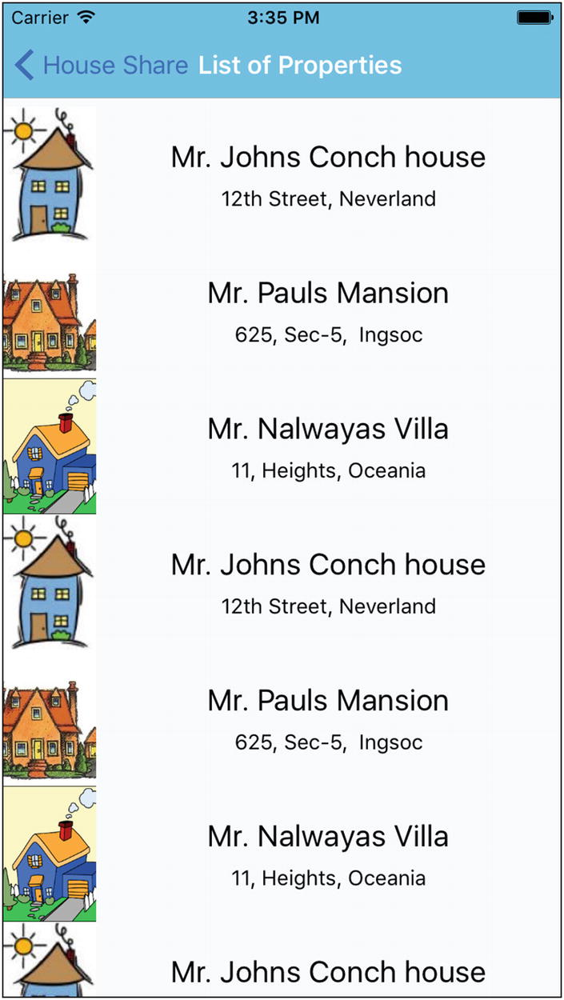 Carrier 3:35 PM
House Share List of Properties
Mr. Johns Conch house
12th Street, Neverland
Mr. Pauls Mansion
625, Sec-5,  Ingsoc
Mr. Nalwayas Villa
11, Heights, Oceania
Mr. Johns Conch house
12th Street, Neverland
Mr. Pauls Mansion
625, Sec-5,  Ingsoc
Mr. Nalwayas Villa
11, Heights, Oceania
Mr. Johns Conch house